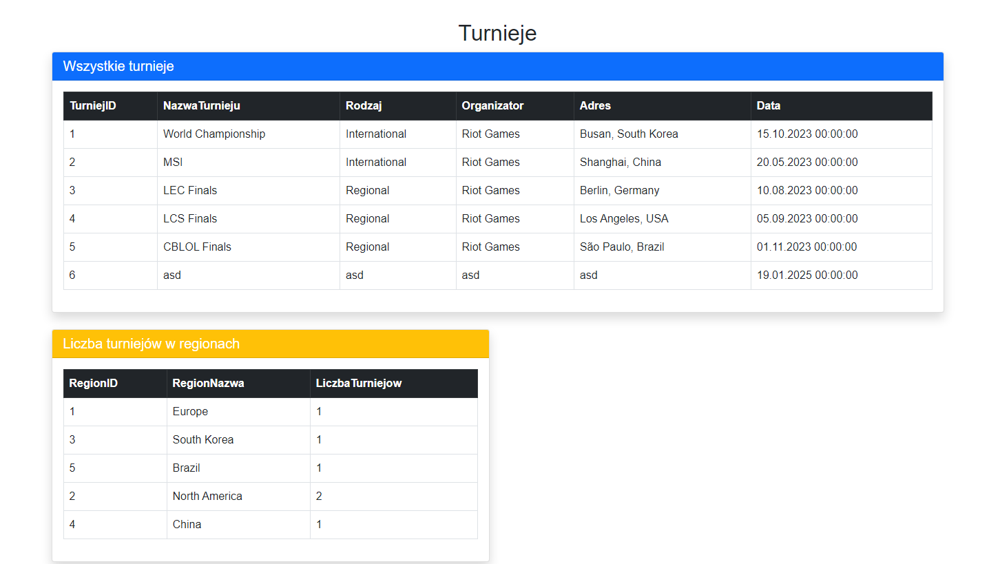 Turnieje
Wszystkie turnieje
TurniejID NazwaTurnieju Rodzaj Organizator Adres Data
1 World Championship International Riot Games Busan, South Korea 15.10.2023 00:00:00
2 MSI International Riot Games Shanghai, China 20.05.2023 00:00:00
3 LEC Finals Regional Riot Games Berlin, Germany 10.08.2023 00:00:00
4 LCS Finals Regional Riot Games Los Angeles, USA 05.09.2023 00:00:00
5 CBLOL Finals Regional Riot Games São Paulo, Brazil 01.11.2023 00:00:00
6 asd asd asd asd 19.01.2025 00:00:00
Liczba turniejów w regionach
RegionID RegionNazwa LiczbaTurniejow
1 Europe 1
3 South Korea 1
5 Brazil 1
2 North America 2
4 China 1